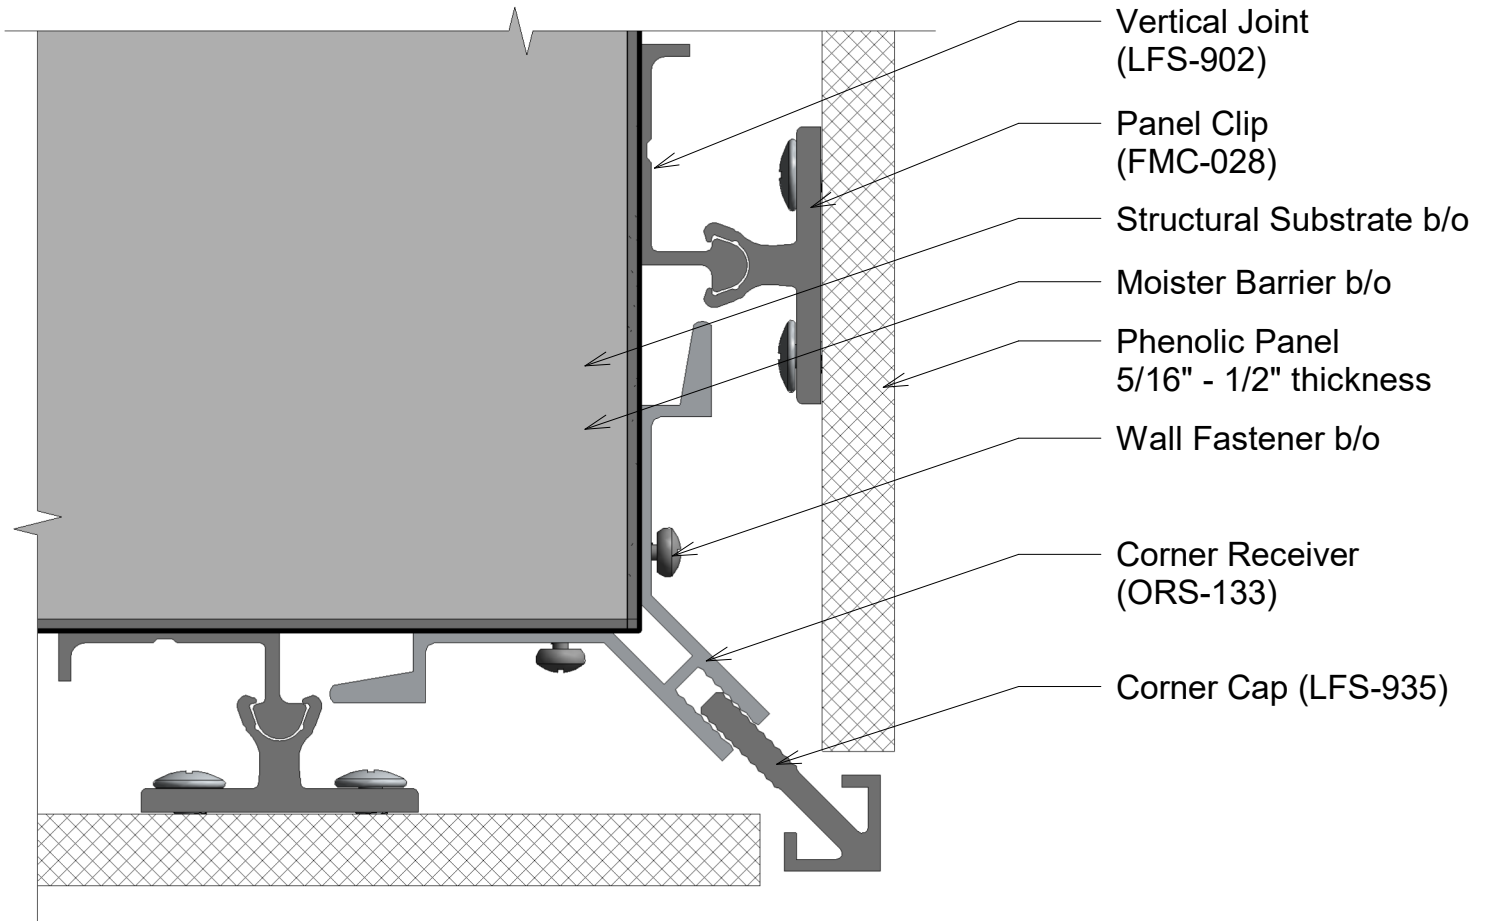 Vertical Joint
(LFS-902)
Panel Clip
(FMC-028)
Structural Substrate b/o
Moister Barrier b/o
Phenolic Panel
5/16" - 1/2" thickness
Wall Fastener b/o
Corner Receiver
(ORS-133)
Corner Cap (LFS-935)